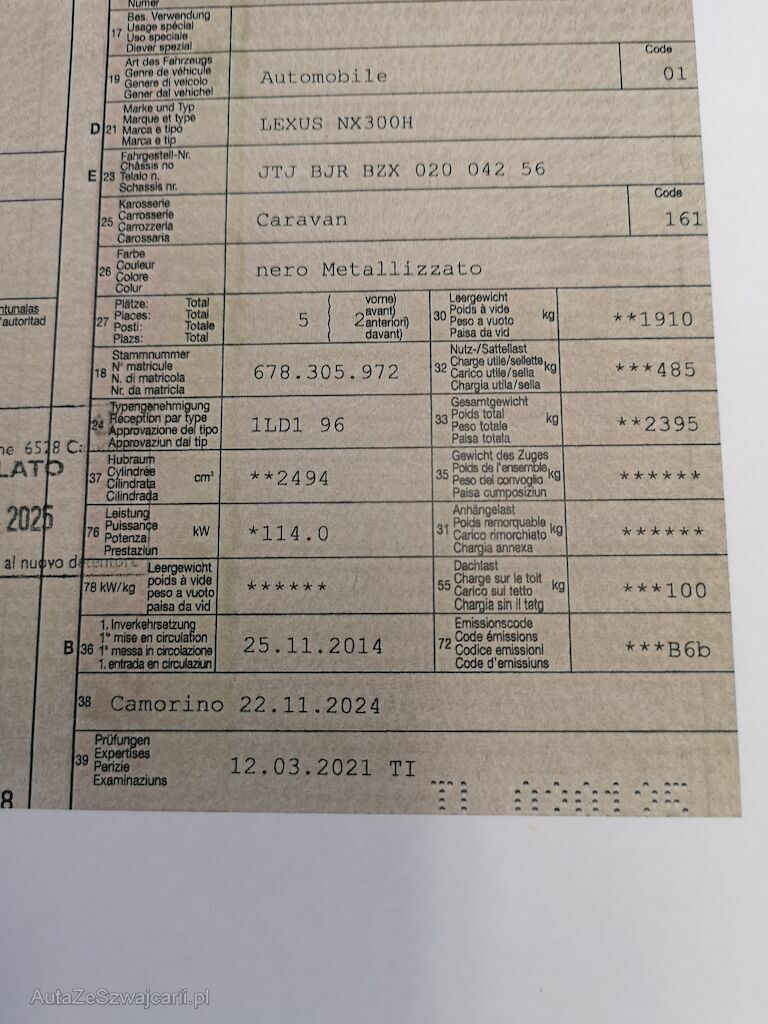 Numer
17 Bes. Verwendung
Usage spécial
Uso speciale
Diever spezial
19 Art des Fahrzeugs
Genre de véhicule
Genere di veicolo
Gener dal vehichel
Automobile
Code
01
D 21 Marke und Typ
Marque et type
Marca e tipo
Marca e tip
LEXUS NX300H
E 23 Fahrgestell-Nr.
Châssis no
Telaio n.
Schassis nr.
JTJ BJR BZX 020 042 56
25 Karosserie
Carrosserie
Carrozzeria
Carossaria
Caravan
Code
161
26 Farbe
Couleur
Colore
Colur
nero Metallizzato
27 Plätze: Total
Places: Total
Posti: Totale
Plazs: Total
5 ( 2 vorne)
( avant)
( anteriori)
( davant)
30 Leergewicht
Poids à vide
Peso a vuoto
Paisa da vid
kg
**1910
18 Stammnummer
N° matricule
N. di matricola
Nr. da matricla
678.305.972
32 Nutz-/Sattellast
Charge utile/sellette
Carico utile/sella
Chargia utila/sella
kg
***485
24 Typengenehmigung
Réception par type
Approvazione del tipo
Approvaziun dal tip
1LD1 96
33 Gesamtgewicht
Poids total
Peso totale
Paisa totala
kg
**2395
37 Hubraum
Cylindrée
Cilindrata
Cilindrada
cm³
**2494
35 Gewicht des Zuges
Poids de l'ensemble
Peso del convoglio
Paisa cumposiziun
kg
******
76 Leistung
Puissance
Potenza
Prestaziun
kW
*114.0
31 Anhängelast
Poids remorquable
Carico rimorchiato
Chargia annexa
kg
******
78 kW/kg
Leergewicht
poids à vide
peso a vuoto
paisa da vid
******
55 Dachlast
Charge sur le toit
Carico sul tetto
Chargia sin il tetg
kg
***100
B 36 1. Inverkehrsetzung
1re mise en circulation
1a messa in circolazione
1. entrada en circulaziun
25.11.2014
72 Emissionscode
Code émissions
Codice emissioni
Code d'emissiuns
***B6b
38 Camorino 22.11.2024
39 Prüfungen
Expertises
Perizie
Examinaziuns
12.03.2021 TI
ntunalas
'autoritad
ne 6528 Ca
LATO
2025
al nuovo detentore
8
AutaZeSzwajcarii.pl